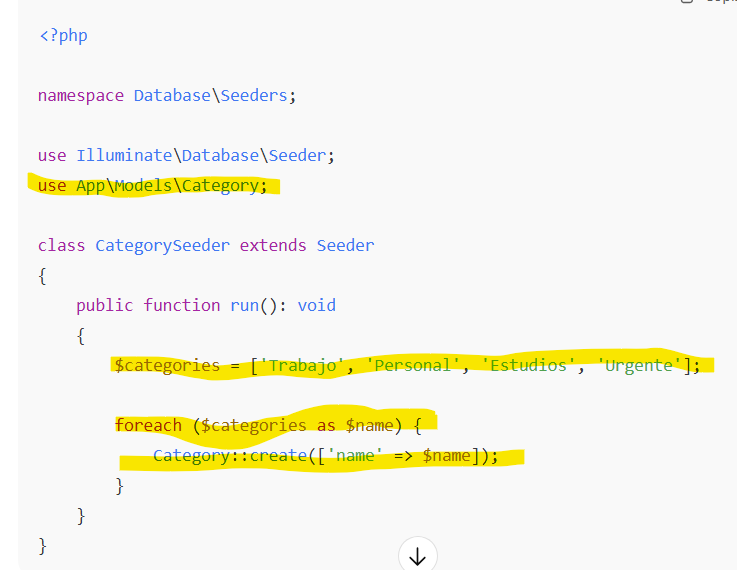 <?php
namespace Database\Seeders;
use Illuminate\Database\Seeder;
use App\Models\Category;
class CategorySeeder extends Seeder
{
    public function run(): void
    {
        $categories = ['Trabajo', 'Personal', 'Estudios', 'Urgente'];
        foreach ($categories as $name) {
            Category::create(['name' => $name]);
        }
    }
}